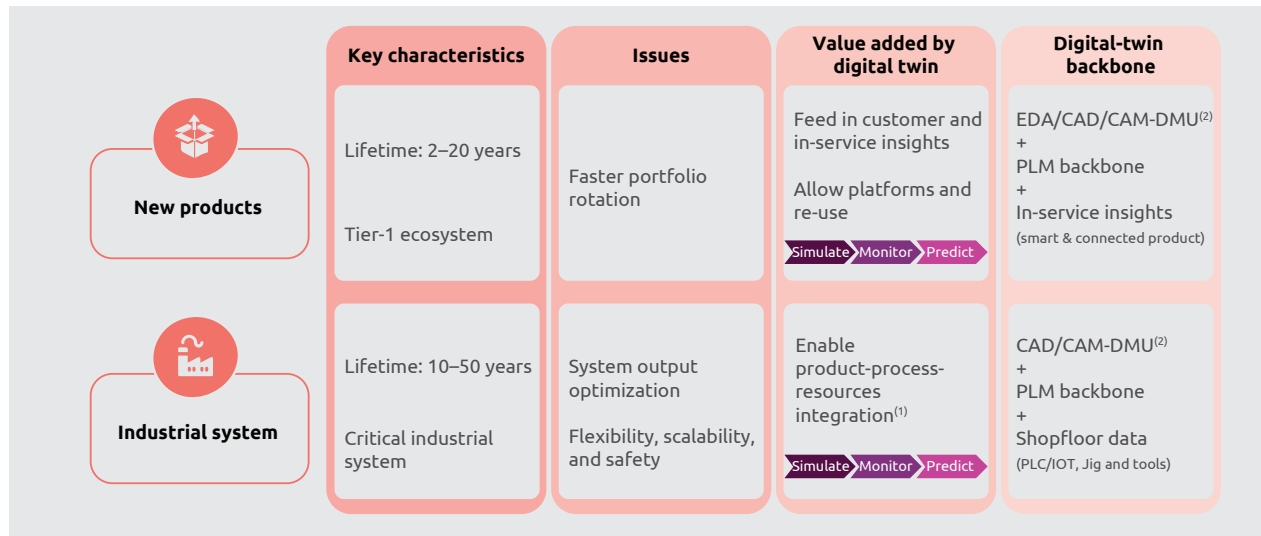 Key characteristics
Issues
Value added by
digital twin
Digital-twin
backbone
New products
Lifetime: 2–20 years
Tier-1 ecosystem
Faster portfolio
rotation
Feed in customer and
in-service insights
Allow platforms and
re-use
Simulate
Monitor
Predict
EDA/CAD/CAM-DMU(2)
+
PLM backbone
+
In-service insights
(smart & connected product)
Industrial system
Lifetime: 10–50 years
Critical industrial
system
System output
optimization
Flexibility, scalability,
and safety
Enable
product-process-
resources
integration(1)
Simulate
Monitor
Predict
CAD/CAM-DMU(2)
+
PLM backbone
+
Shopfloor data
(PLC/IOT, Jig and tools)